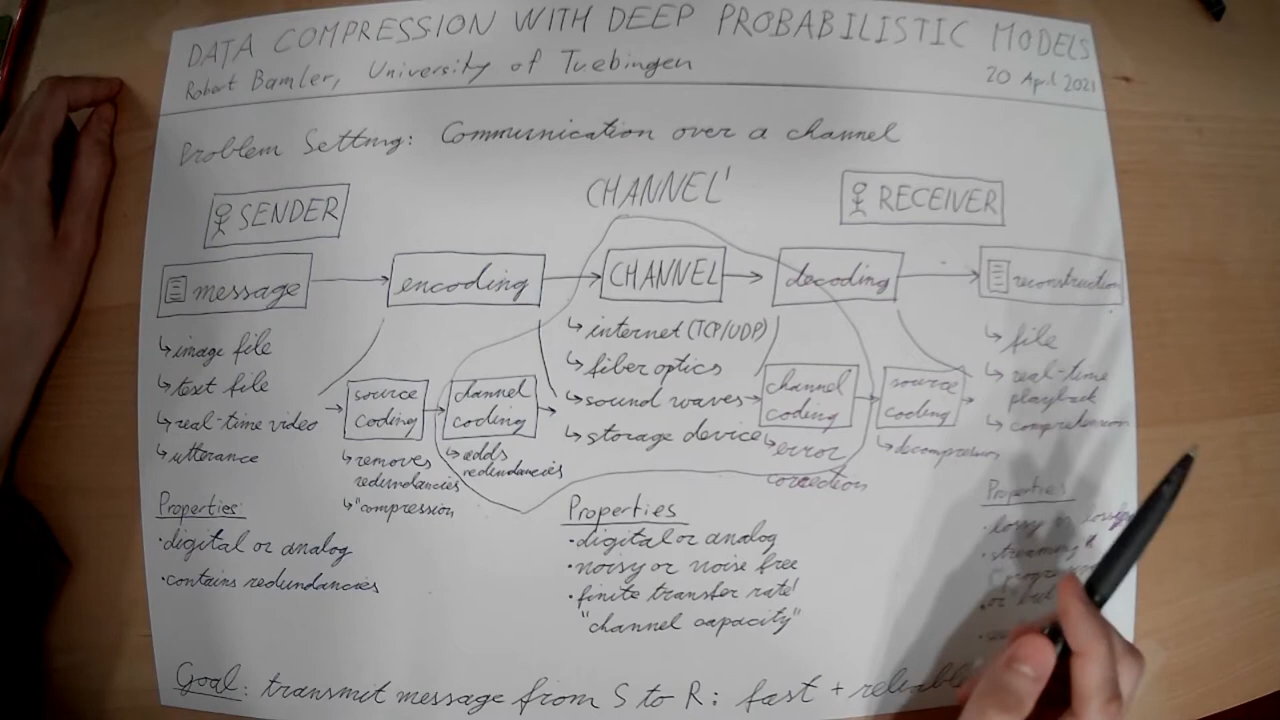 DATA COMPRESSION WITH DEEP PROBABILISTIC MODELS
Robert Bamler, University of Tuebingen
20 April 2021
Problem Setting: Communication over a channel
SENDER
CHANNEL'
RECEIVER
message
encoding
CHANNEL
decoding
reconstruction
↳ image file
↳ text file
↳ real-time video
↳ utterance
source
coding
channel
coding
↳ removes
redundancies
↳ "compression
↳ adds
redundancies
↳ internet (TCP/UDP)
↳ fiber optics
↳ sound waves
↳ storage device
channel
coding
source
coding
↳ error
correction
↳ decompression
↳ file
↳ real-time
playback
↳ comprehension
Properties
· digital or analog
· contains redundancies
Properties
· digital or analog
· noisy or noise free
· finite transfer rate
"channel capacity"
Properties
· lossy or
· streaming
Goal: transmit message from S to R: fast + reliable